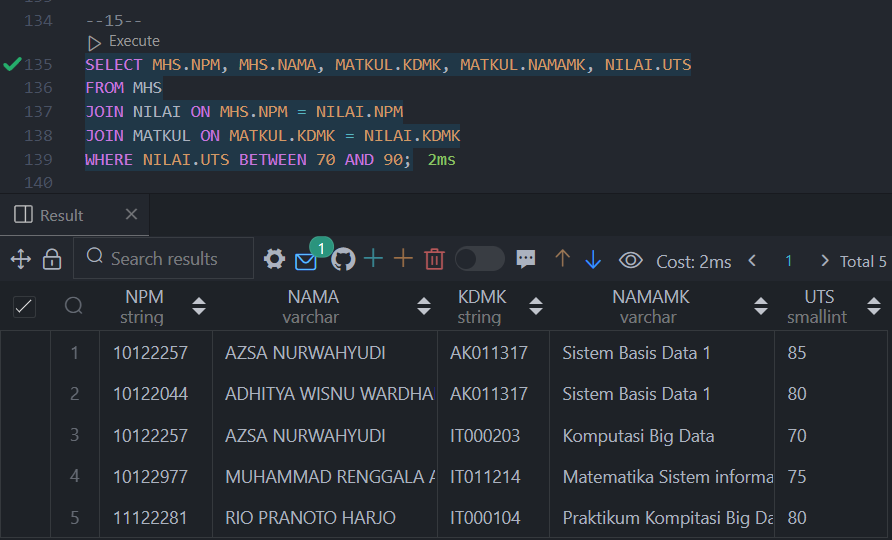 134 --15--
Execute
135 SELECT MHS.NPM, MHS.NAMA, MATKUL.KDMK, MATKUL.NAMAMK, NILAI.UTS
136 FROM MHS
137 JOIN NILAI ON MHS.NPM = NILAI.NPM
138 JOIN MATKUL ON MATKUL.KDMK = NILAI.KDMK
139 WHERE NILAI.UTS BETWEEN 70 AND 90; 2ms
140
Result
Search results 1 Cost: 2ms 1 Total 5
NPM NAMA KDMK NAMAMK UTS
string varchar string varchar smallint
1 10122257 AZSA NURWAHYUDI AK011317 Sistem Basis Data 1 85
2 10122044 ADHITYA WISNU WARDHA AK011317 Sistem Basis Data 1 80
3 10122257 AZSA NURWAHYUDI IT000203 Komputasi Big Data 70
4 10122977 MUHAMMAD RENGGALA A IT011214 Matematika Sistem informa 75
5 11122281 RIO PRANOTO HARJO IT000104 Praktikum Kompitasi Big Da 80